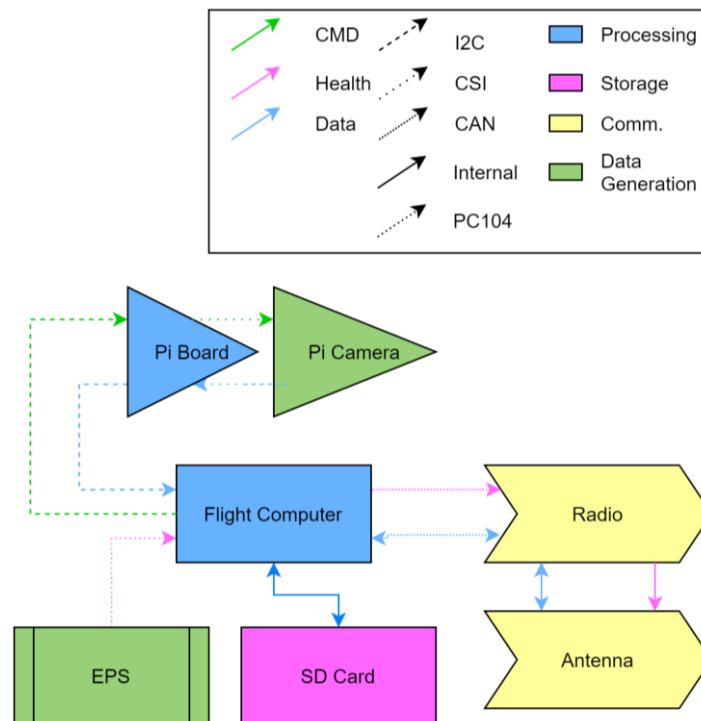 CMD
I2C
Processing
Health
CSI
Storage
Data
CAN
Comm.
Internal
Data
Generation
PC104
Pi Board
Pi Camera
Flight Computer
Radio
EPS
SD Card
Antenna